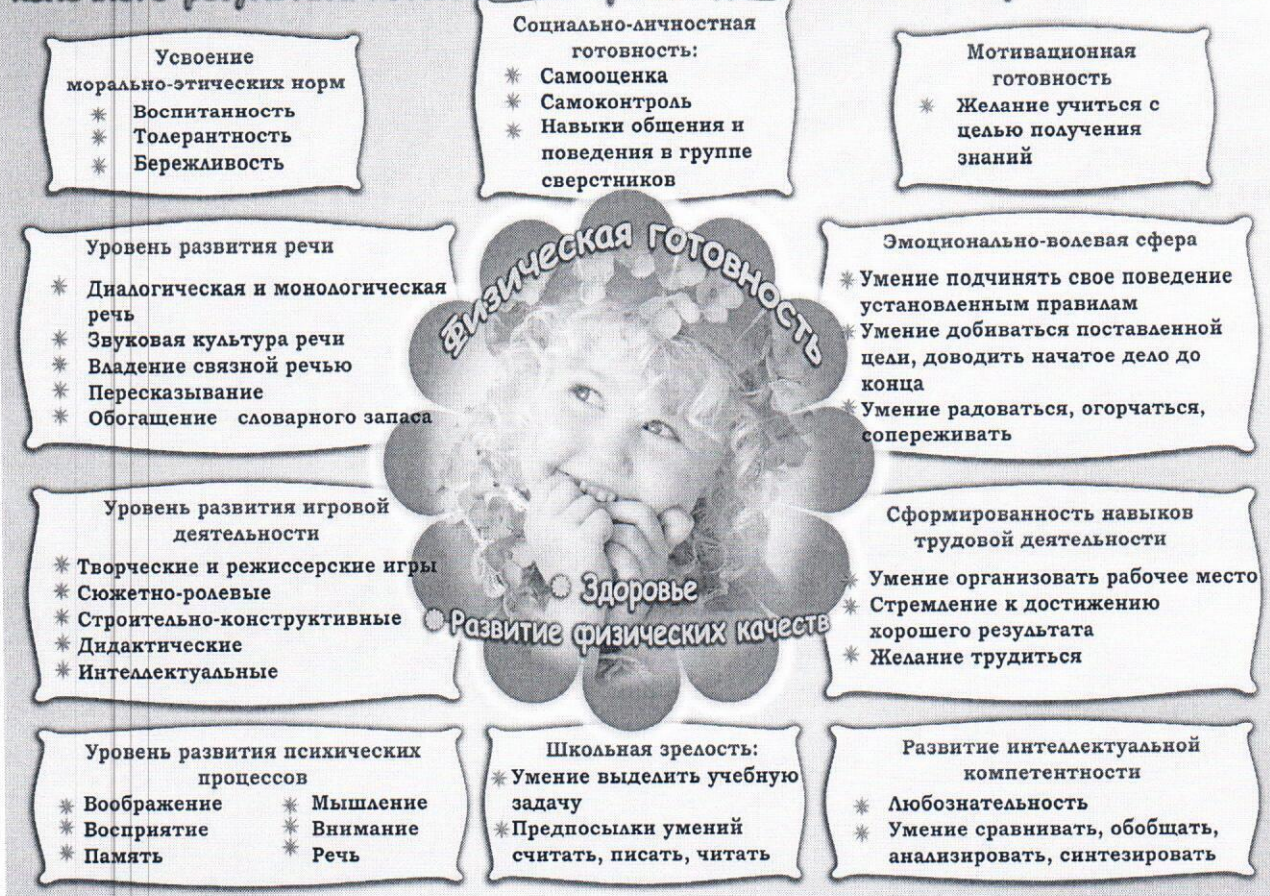 Усвоение
морально-этических норм
Воспитанность
Толерантность
Бережливость
Социально-личностная
готовность:
Самооценка
Самоконтроль
Навыки общения и
поведения в группе
сверстников
Мотивационная
готовность
Желание учиться с
целью получения
знаний
Уровень развития речи
Диалогическая и монологическая
речь
Звуковая культура речи
Владение связной речью
Пересказывание
Обогащение словарного запаса
Физическая готовность
Здоровье
Развитие физических качеств
Эмоционально-волевая сфера
Умение подчинять свое поведение
установленным правилам
Умение добиваться поставленной
цели, доводить начатое дело до
конца
Умение радоваться, огорчаться,
сопереживать
Уровень развития игровой
деятельности
Творческие и режиссерские игры
Сюжетно-ролевые
Строительно-конструктивные
Дидактические
Интеллектуальные
Сформированность навыков
трудовой деятельности
Умение организовать рабочее место
Стремление к достижению
хорошего результата
Желание трудиться
Уровень развития психических
процессов
Воображение
Восприятие
Память
Мышление
Внимание
Речь
Школьная зрелость:
Умение выделить учебную
задачу
Предпосылки умений
считать, писать, читать
Развитие интеллектуальной
компетентности
Любознательность
Умение сравнивать, обобщать,
анализировать, синтезировать